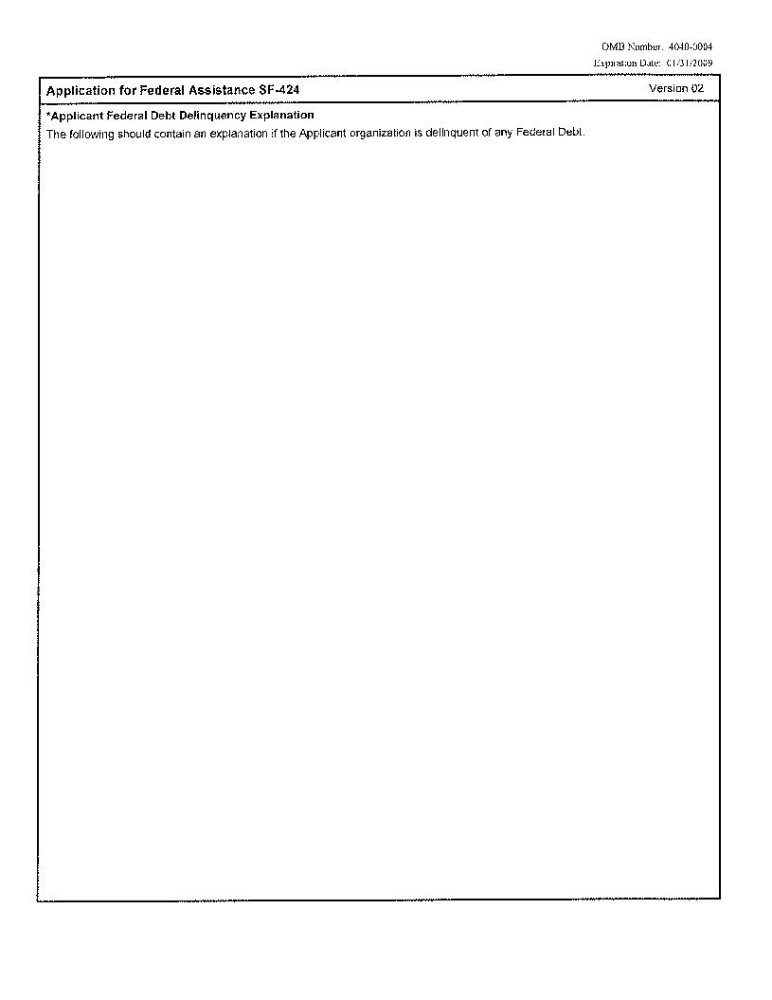 OMB Number: 4040-0004
Expiration Date: 01/31/2009
Application for Federal Assistance SF-424 Version 02
*Applicant Federal Debt Delinquency Explanation
The following should contain an explanation if the Applicant organization is delinquent of any Federal Debt.